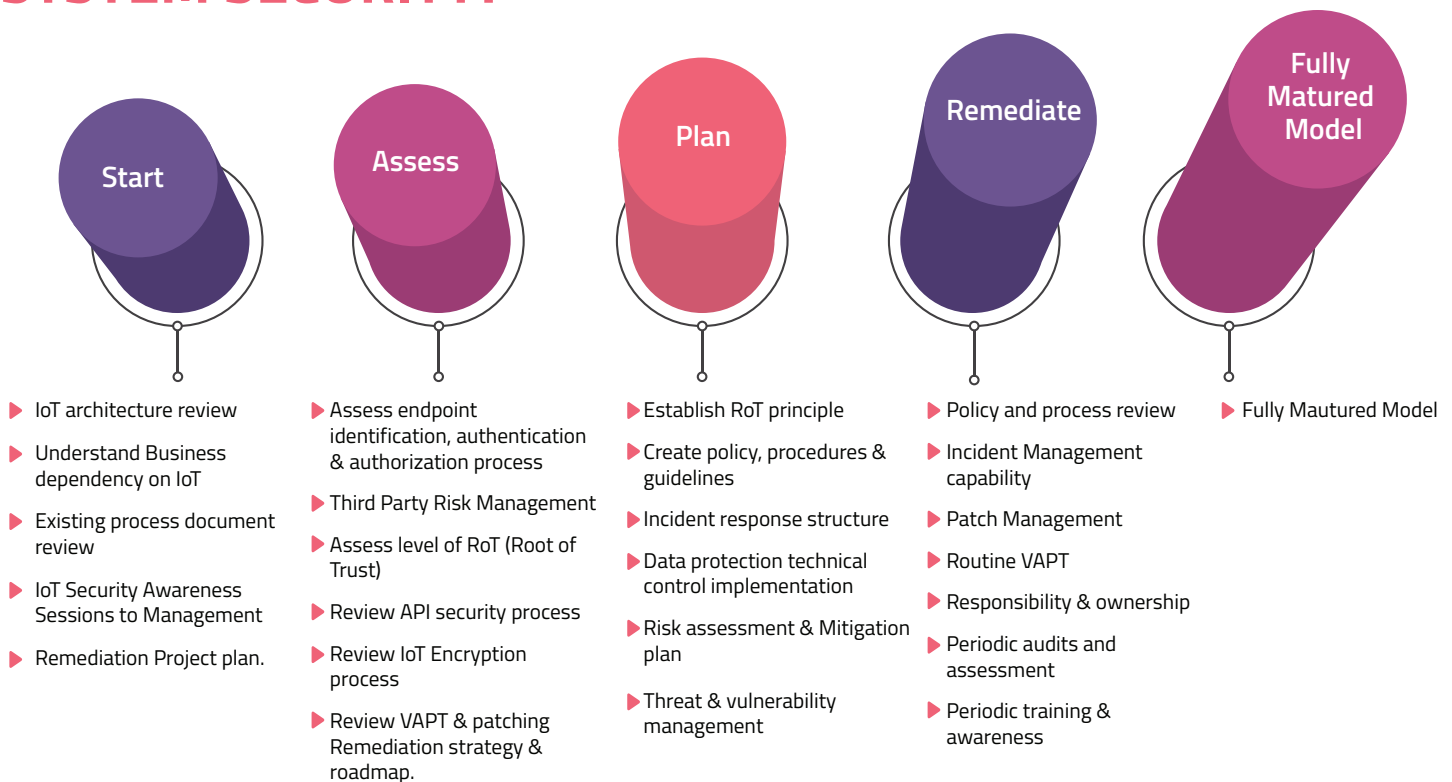 SYSTEM SECURITY?
Start
Assess
Plan
Remediate
Fully
Matured
Model
IoT architecture review
Understand Business
dependency on IoT
Existing process document
review
IoT Security Awareness
Sessions to Management
Remediation Project plan.
Assess endpoint
identification, authentication
& authorization process
Third Party Risk Management
Assess level of RoT (Root of
Trust)
Review API security process
Review IoT Encryption
process
Review VAPT & patching
Remediation strategy &
roadmap.
Establish RoT principle
Create policy, procedures &
guidelines
Incident response structure
Data protection technical
control implementation
Risk assessment & Mitigation
plan
Threat & vulnerability
management
Policy and process review
Incident Management
capability
Patch Management
Routine VAPT
Responsibility & ownership
Periodic audits and
assessment
Periodic training &
awareness
Fully Mautured Model